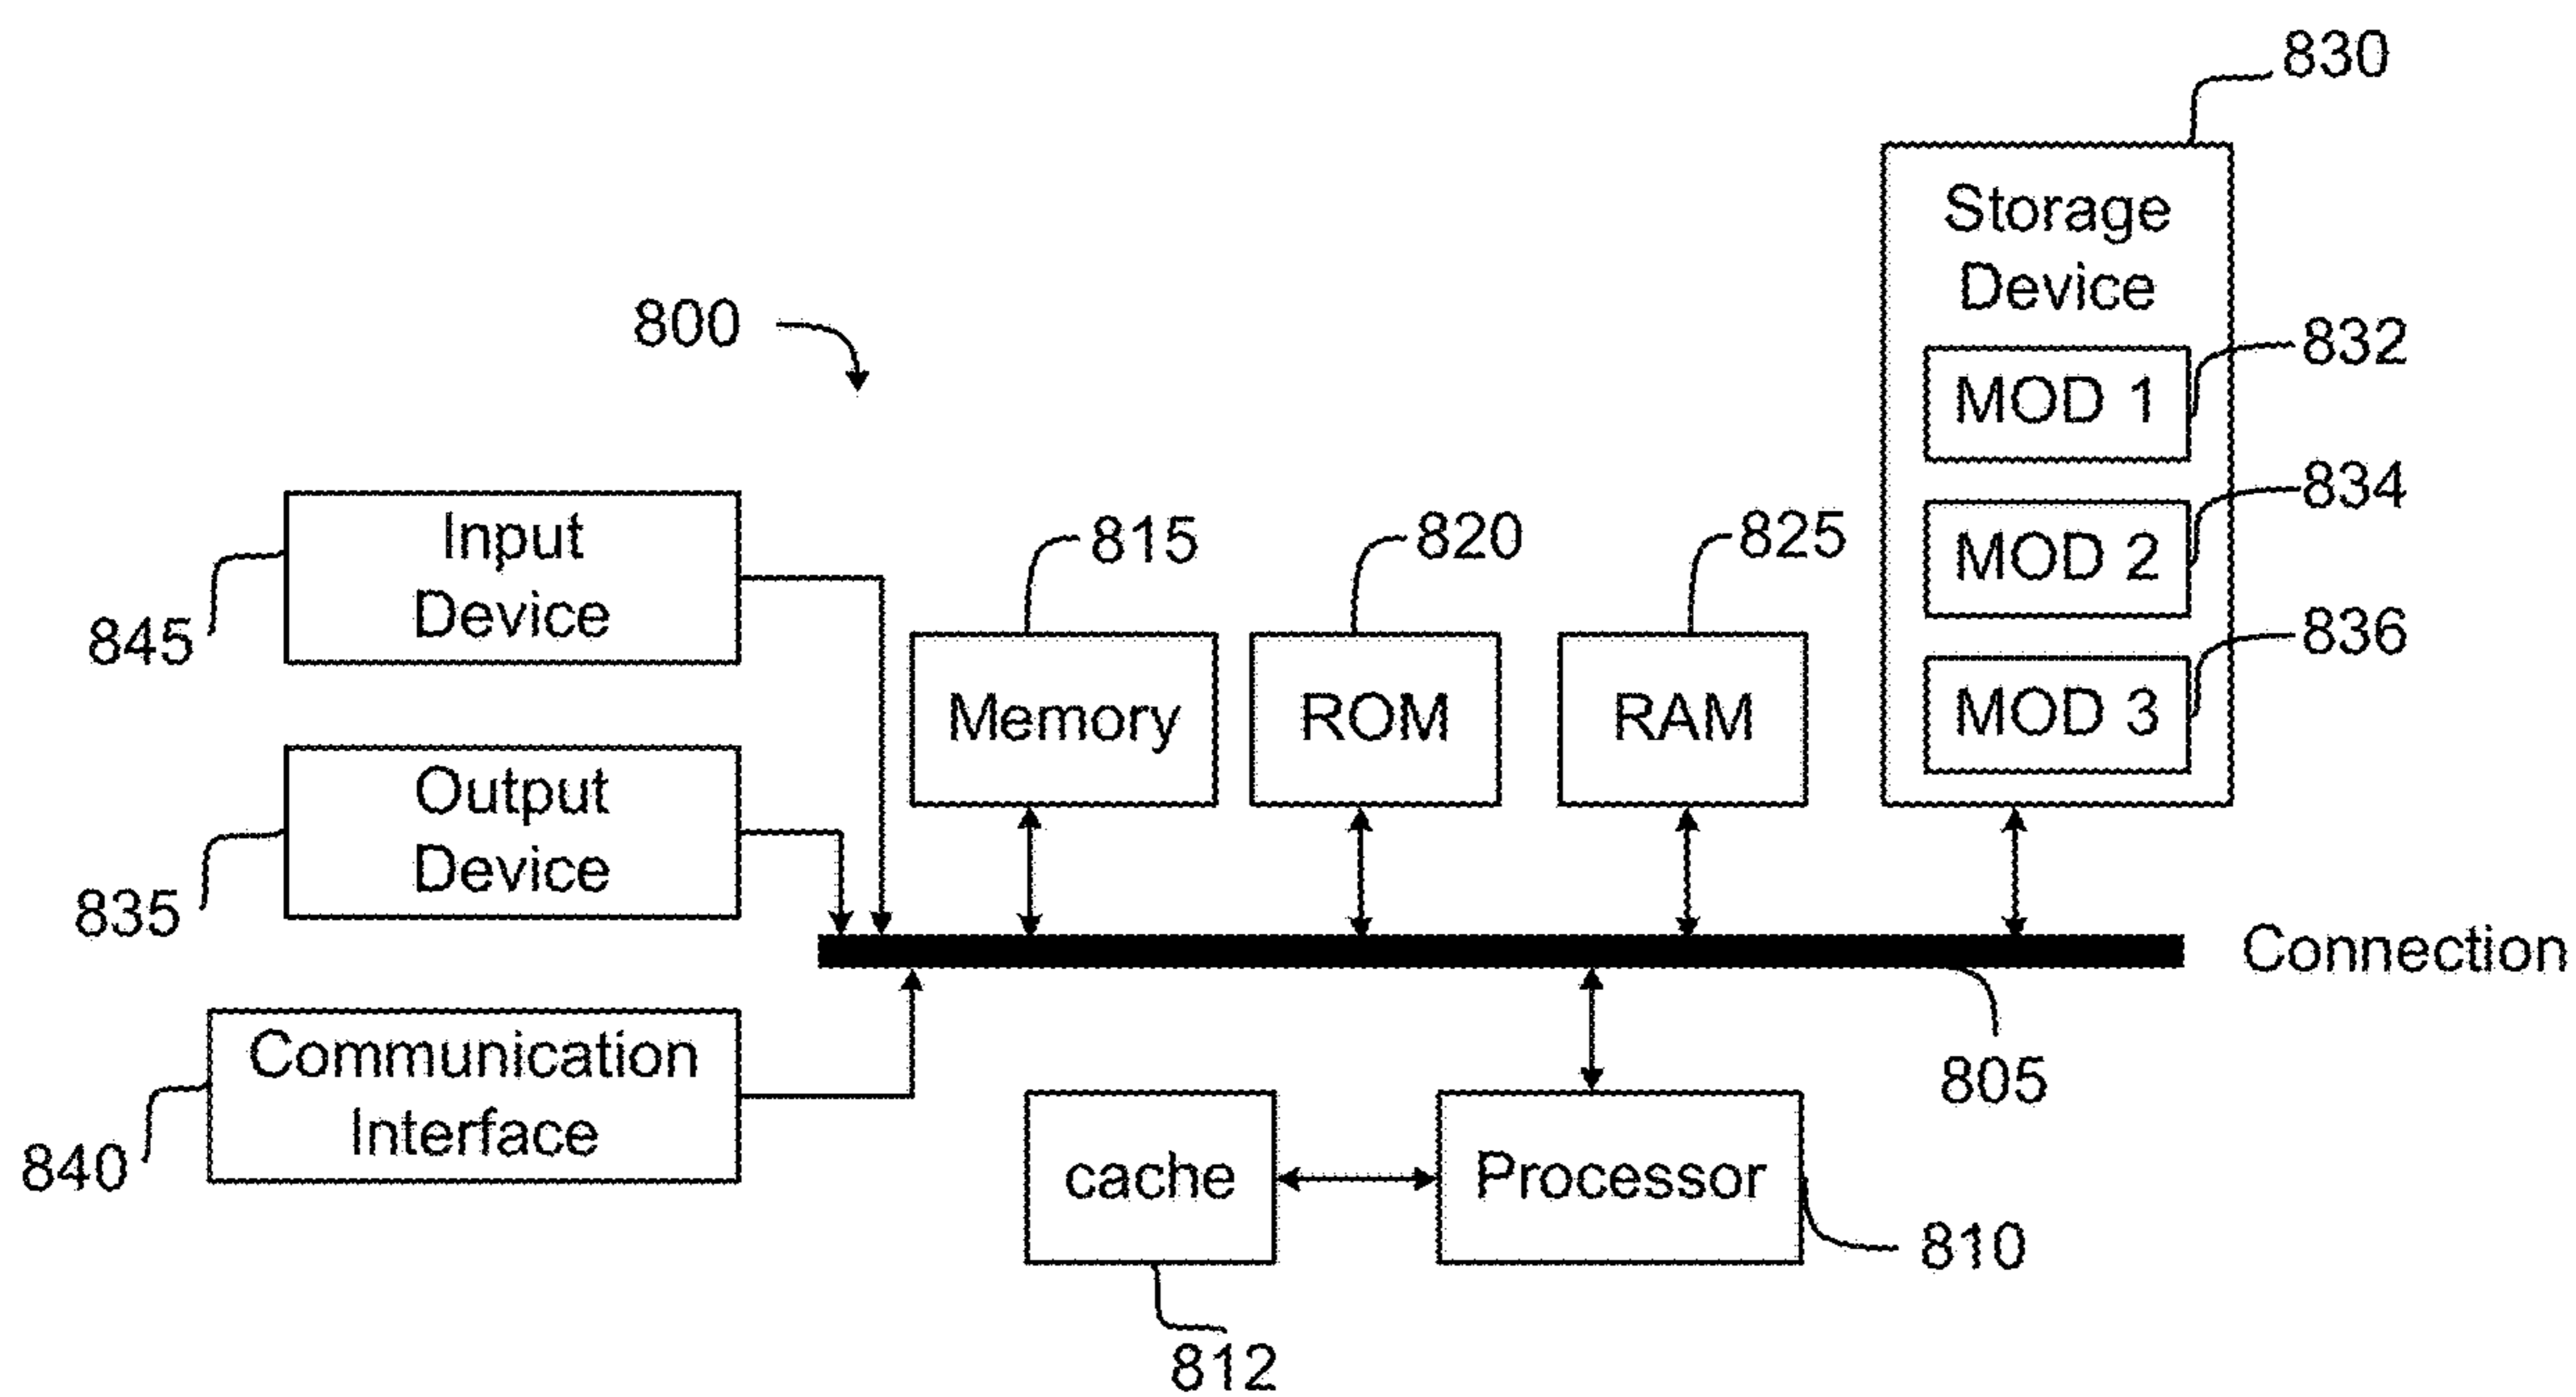 830
Storage
Device
800
832
MOD 1
834
MOD 2
836
MOD 3
Input
Device
845
815
820
825
Memory
ROM
RAM
Output
Device
835
Connection
805
Communication
Interface
840
cache
Processor
810
812